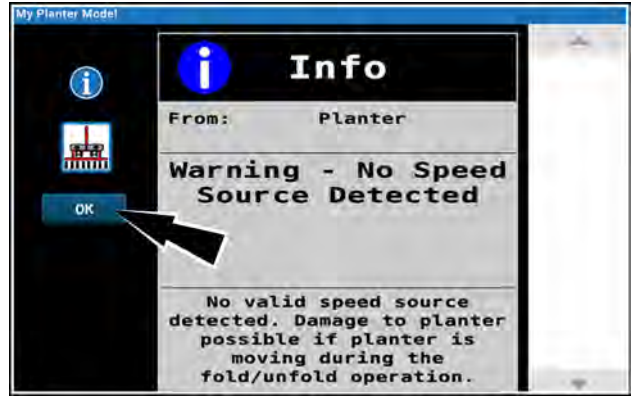 My Planter Model
i
Info
i
From: Planter
Warning - No Speed
Source Detected
OK
No valid speed source
detected. Damage to planter
possible if planter is
moving during the
fold/unfold operation.